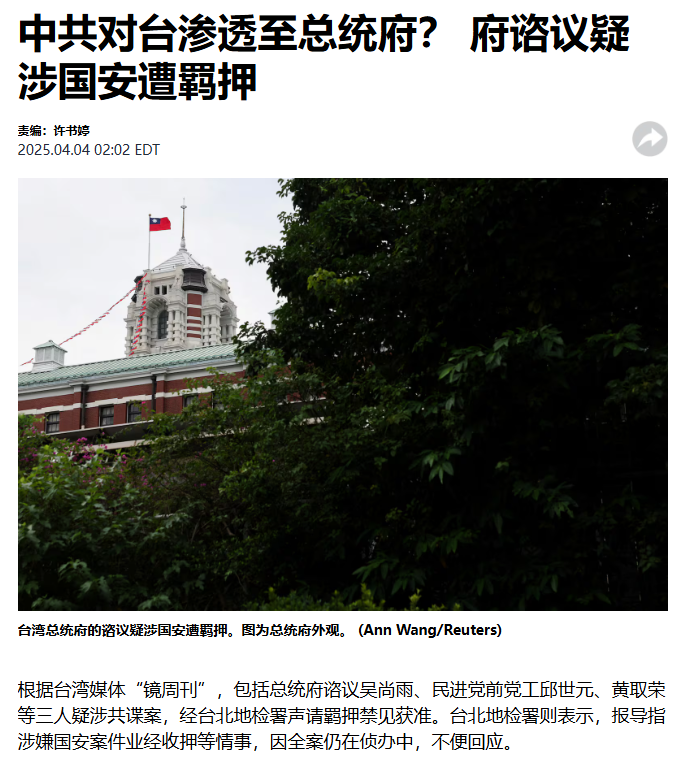 中共对台渗透至总统府? 府谘议疑
涉国安遭羁押
责编：许书婷
2025.04.04 02:02 EDT
台湾总统府的谘议疑涉国安遭羁押。图为总统府外观。 (Ann Wang/Reuters)
根据台湾媒体“镜周刊”，包括总统府谘议吴尚雨、民进党前党工邱世元、黄取荣
等三人疑涉共谍案，经台北地检署声请羁押禁见获准。台北地检署则表示，报导指
涉嫌国安案件业经收押等情事，因全案仍在侦办中，不便回应。